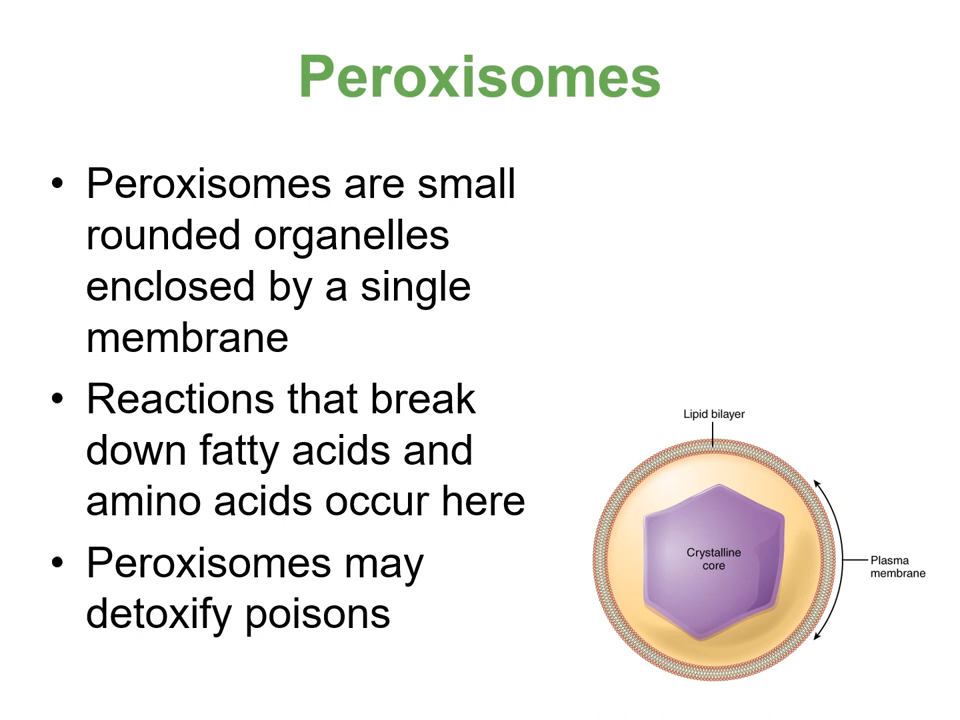 Peroxisomes
• Peroxisomes are small
rounded organelles
enclosed by a single
membrane
• Reactions that break
down fatty acids and
amino acids occur here
• Peroxisomes may
detoxify poisons
Lipid bilayer
Crystalline
core
Plasma
membrane